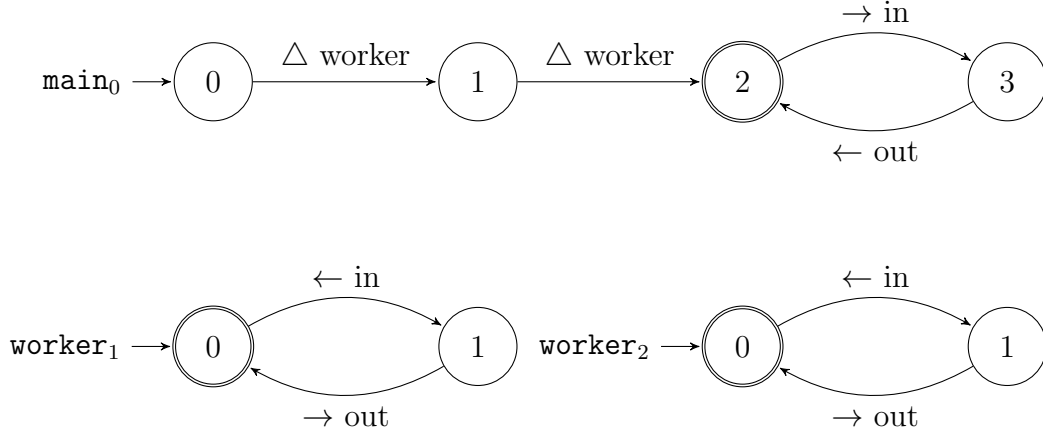 → in
main₀ 0 △ worker 1 △ worker 2 3
← out
← in ← in
worker₁ 0 1 worker₂ 0 1
→ out → out